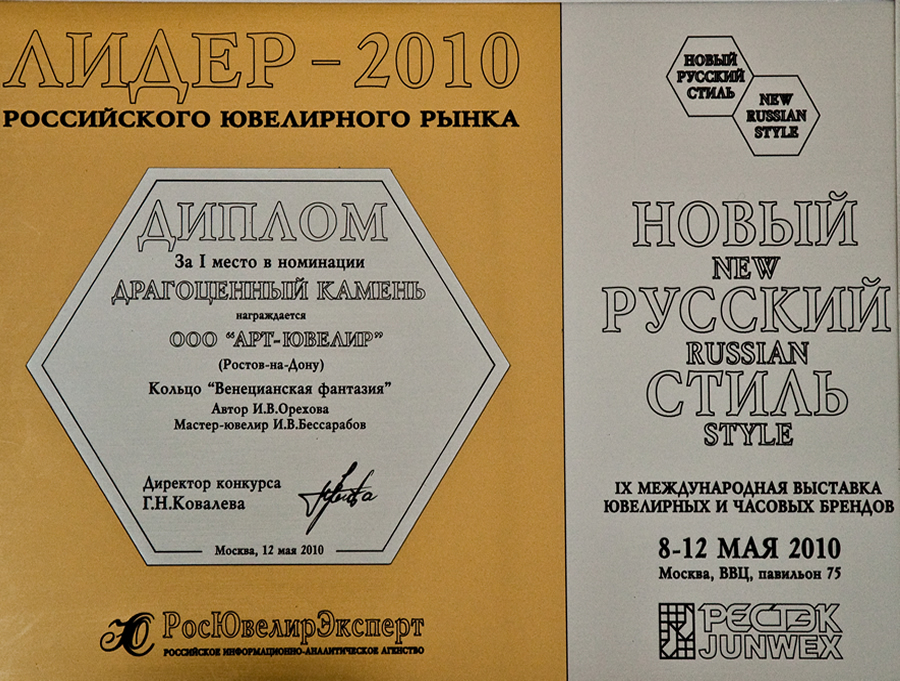 ЛИДЕР - 2010
РОССИЙСКОГО ЮВЕЛИРНОГО РЫНКА
ДИПЛОМ
За I место в номинации
ДРАГОЦЕННЫЙ КАМЕНЬ
награждается
ООО "АРТ-ЮВЕЛИР"
(Ростов-на-Дону)
Кольцо "Венецианская фантазия"
Автор И.В.Орехова
Мастер-ювелир И.В.Бессарабов
Директор конкурса
Г.Н.Ковалева
Москва, 12 мая 2010
РосЮвелирЭксперт
РОССИЙСКОЕ ИНФОРМАЦИОННО-АНАЛИТИЧЕСКОЕ АГЕНСТВО
НОВЫЙ
РУССКИЙ
СТИЛЬ
NEW
RUSSIAN
STYLE
НОВЫЙ
NEW
РУССКИЙ
RUSSIAN
СТИЛЬ
STYLE
IX МЕЖДУНАРОДНАЯ ВЫСТАВКА
ЮВЕЛИРНЫХ И ЧАСОВЫХ БРЕНДОВ
8-12 МАЯ 2010
Москва, ВВЦ, павильон 75
РЕСТЭК
JUNWEX